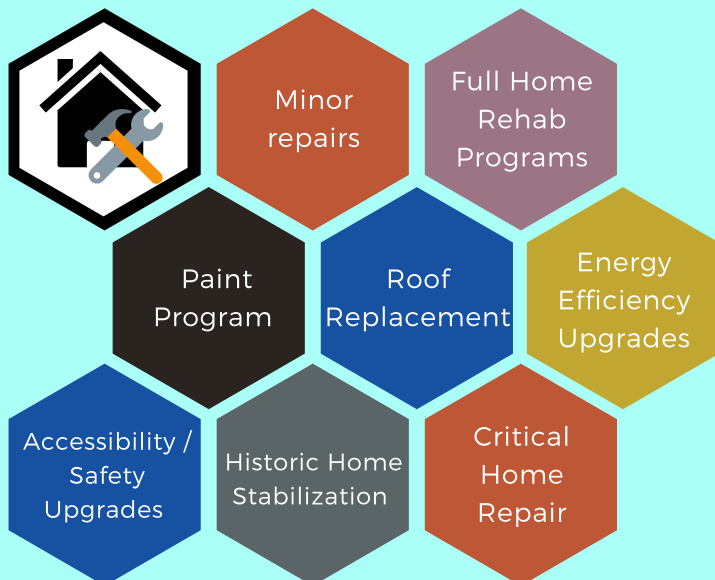 Minor
repairs
Full Home
Rehab
Programs
Paint
Program
Roof
Replacement
Energy
Efficiency
Upgrades
Accessibility /
Safety
Upgrades
Historic Home
Stabilization
Critical
Home
Repair